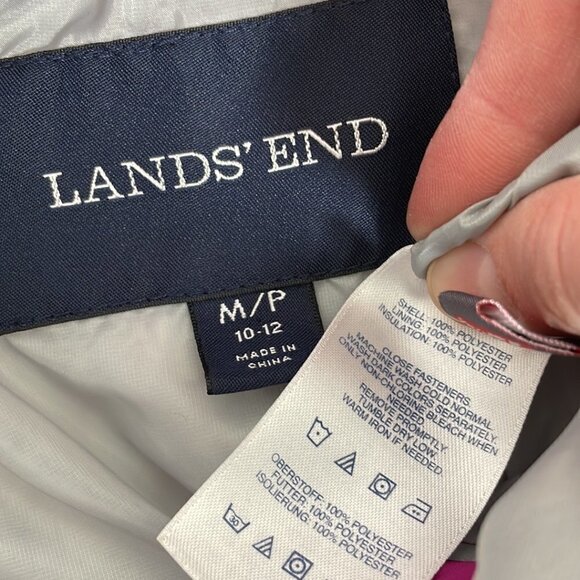 LANDS' END
M/P
10-12
MADE IN
CHINA
SHELL: 100% POLYESTER
LINING: 100% POLYESTER
INSULATION: 100% POLYESTER
CLOSE FASTENERS
MACHINE WASH COLD NORMAL
DARK COLORS SEPARATELY
ONLY NON-CHLORINE BLEACH WHEN
NEEDED
REMOVE PROMPTLY
TUMBLE DRY LOW
WARM IRON IF NEEDED
OBERSTOFF: 100% POLYESTER
FUTTER: 100% POLYESTER
ISOLIERUNG: 100% POLYESTER
30